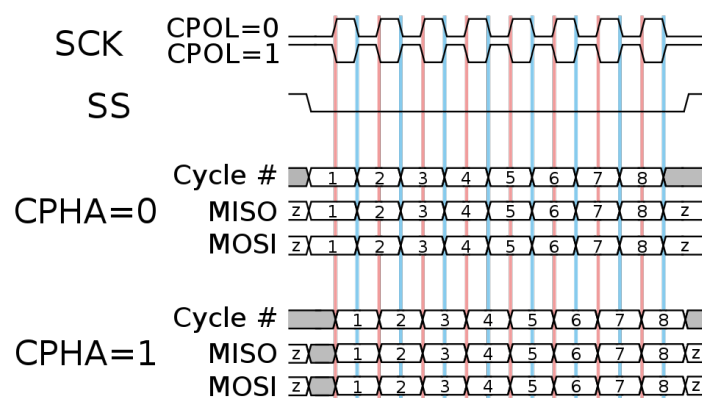 SCK CPOL=0
CPOL=1
SS
Cycle # 1 2 3 4 5 6 7 8
CPHA=0 MISO z 1 2 3 4 5 6 7 8 z
MOSI z 1 2 3 4 5 6 7 8 z
Cycle # 1 2 3 4 5 6 7 8
CPHA=1 MISO z 1 2 3 4 5 6 7 8 z
MOSI z 1 2 3 4 5 6 7 8 z